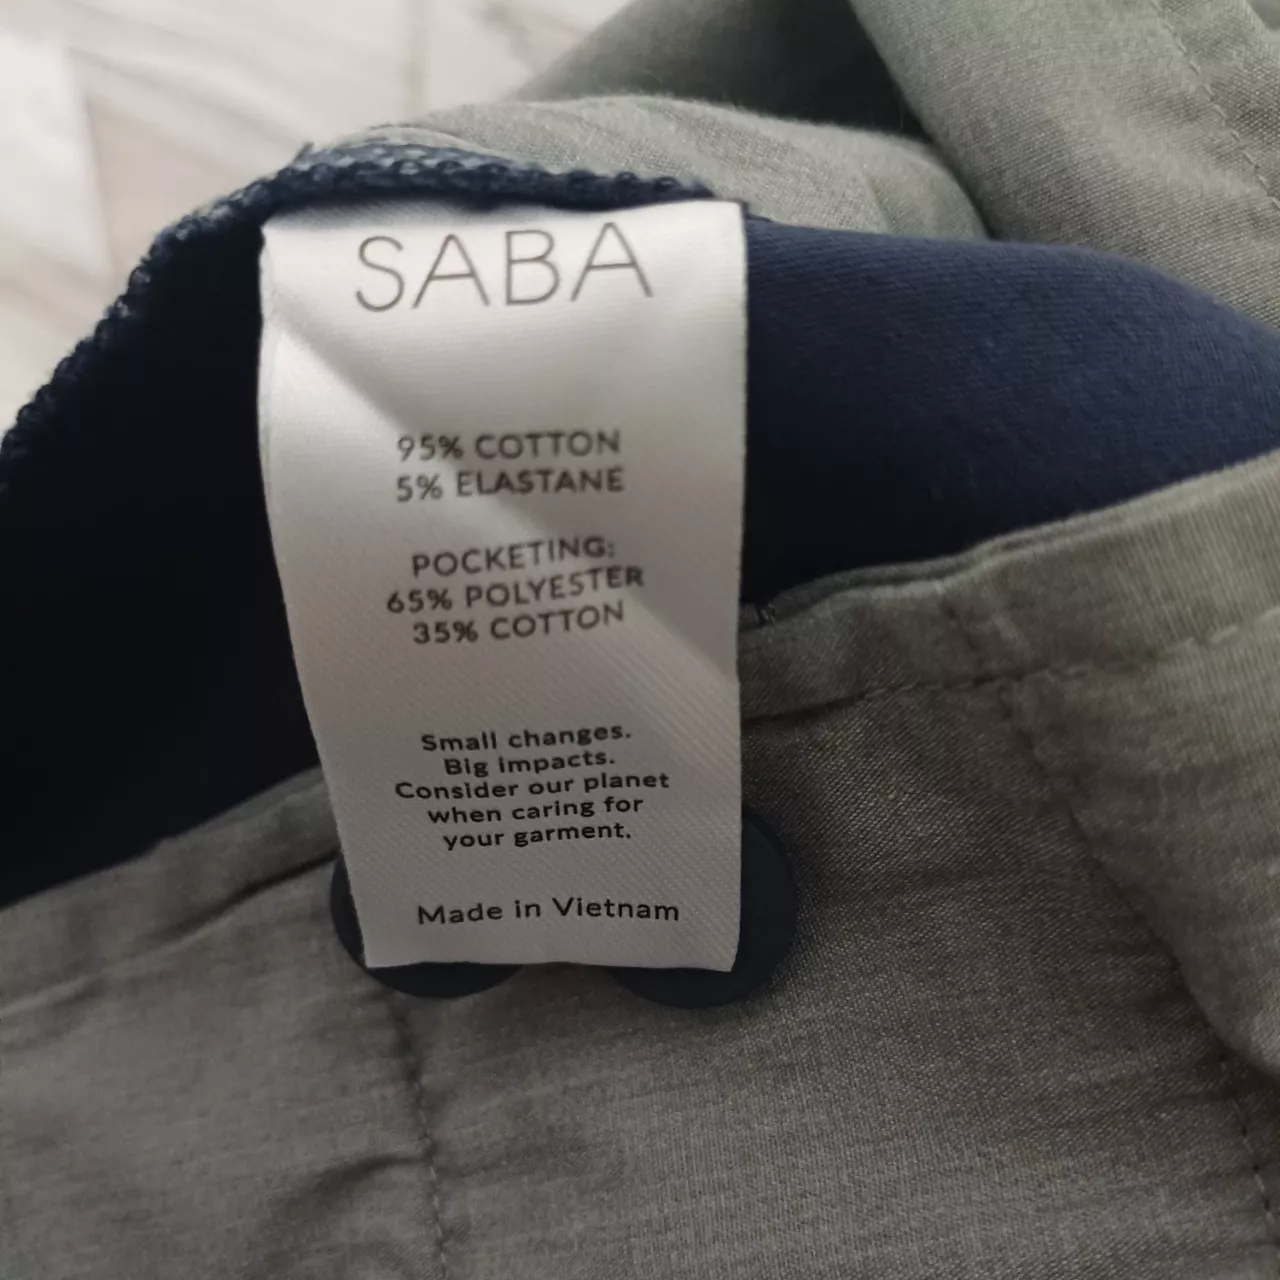 SABA
95% COTTON
5% ELASTANE
POCKETING:
65% POLYESTER
35% COTTON
Small changes.
Big impacts.
Consider our planet
when caring for
your garment.
Made in Vietnam